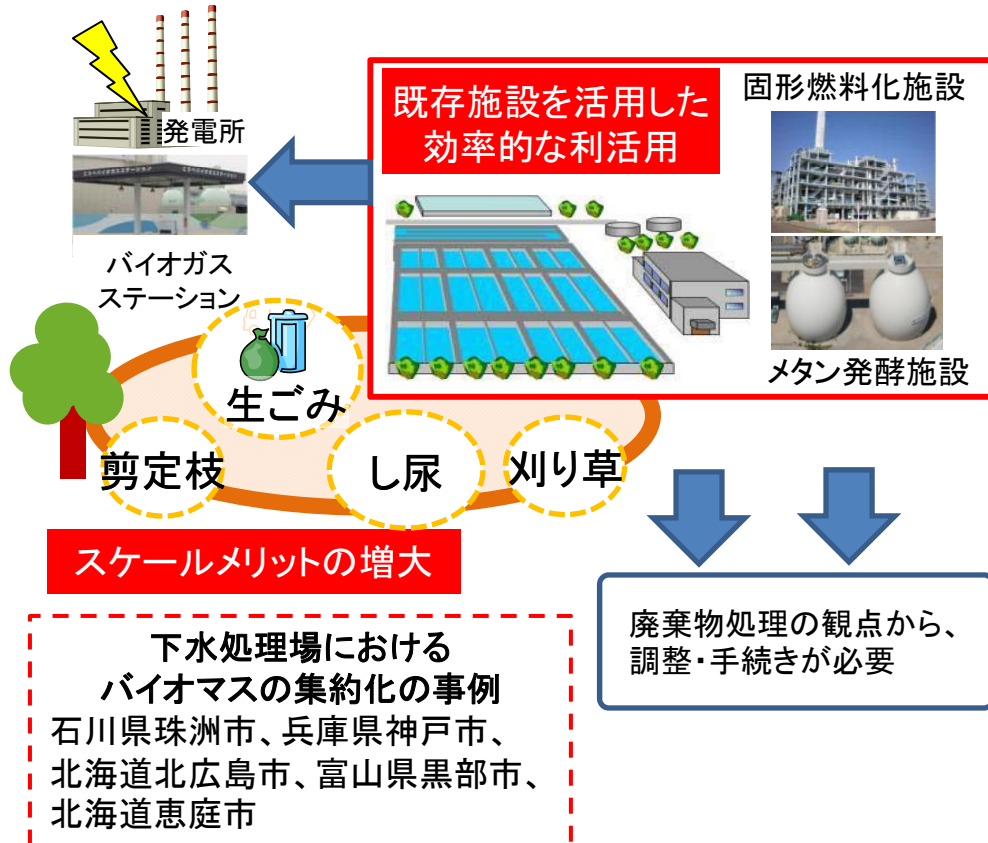 発電所
バイオガス
ステーション
既存施設を活用した
効率的な利活用
固形燃料化施設
メタン発酵施設
生ごみ
剪定枝
し尿
刈り草
スケールメリットの増大
下水処理場における
バイオマスの集約化の事例
石川県珠洲市、兵庫県神戸市、
北海道北広島市、富山県黒部市、
北海道恵庭市
廃棄物処理の観点から、
調整・手続きが必要